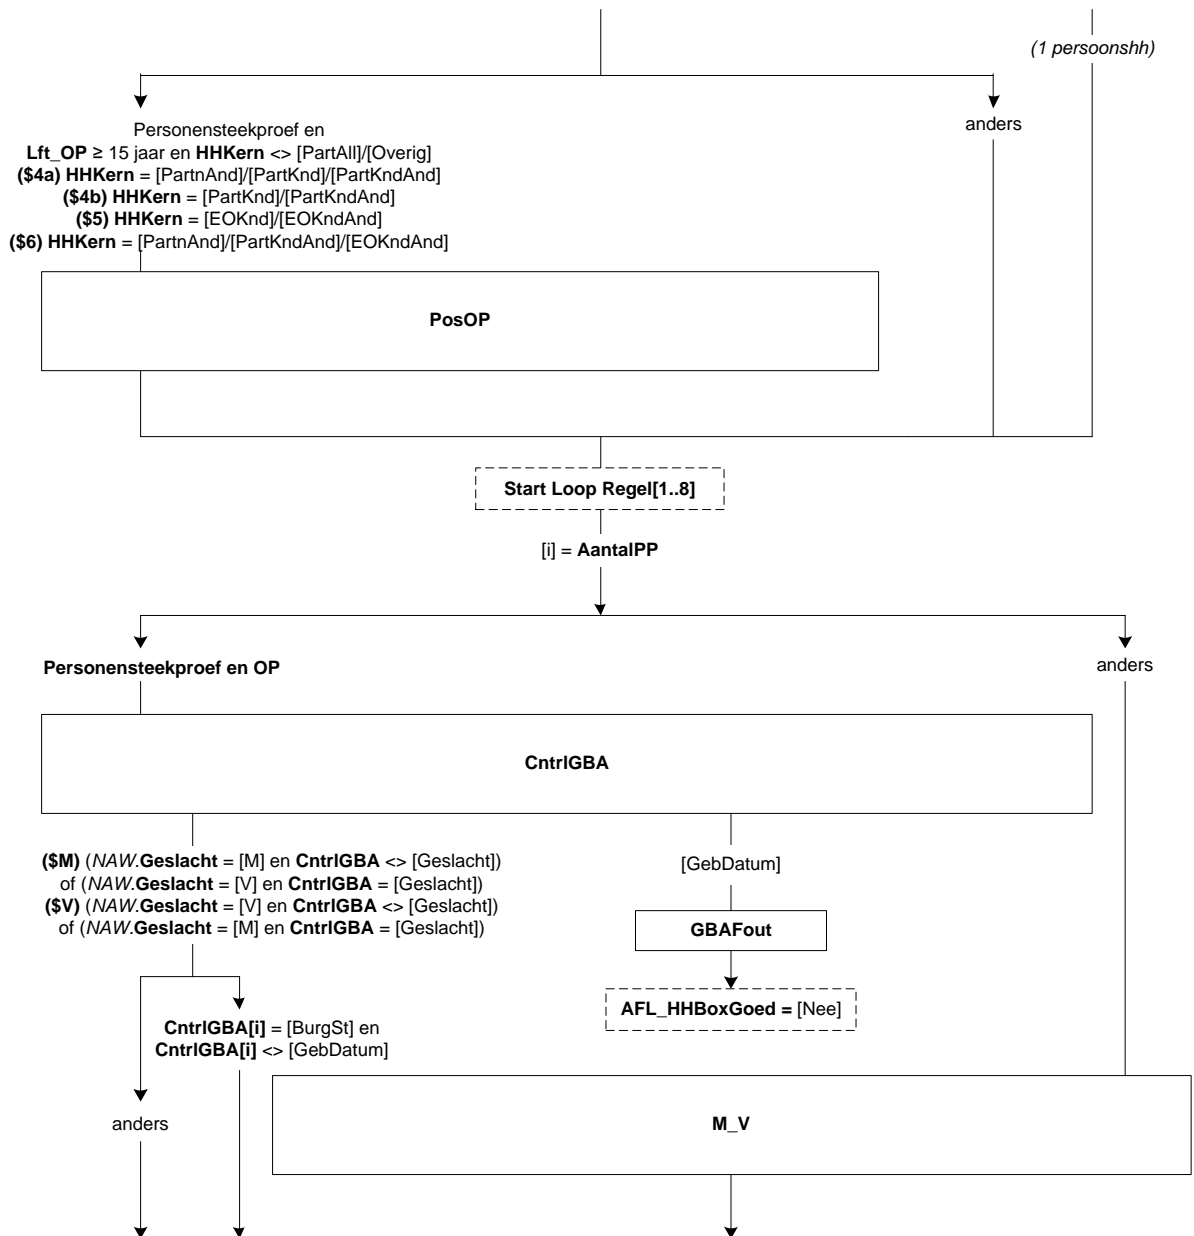 (1 persoonshh)
Personensteekproef en
Lft_OP ≥ 15 jaar en HHKern <> [PartAll]/[Overig]
($4a) HHKern = [PartnAnd]/[PartKnd]/[PartKndAnd]
($4b) HHKern = [PartKnd]/[PartKndAnd]
($5) HHKern = [EOKnd]/[EOKndAnd]
($6) HHKern = [PartnAnd]/[PartKndAnd]/[EOKndAnd]
anders
PosOP
Start Loop Regel[1..8]
[i] = AantalPP
Personensteekproef en OP
anders
CntrlGBA
($M) (NAW.Geslacht = [M] en CntrlGBA <> [Geslacht])
of (NAW.Geslacht = [V] en CntrlGBA = [Geslacht])
($V) (NAW.Geslacht = [V] en CntrlGBA <> [Geslacht])
of (NAW.Geslacht = [M] en CntrlGBA = [Geslacht])
[GebDatum]
GBAFout
AFL_HHBoxGoed = [Nee]
CntrlGBA[i] = [BurgSt] en
CntrlGBA[i] <> [GebDatum]
anders
M_V